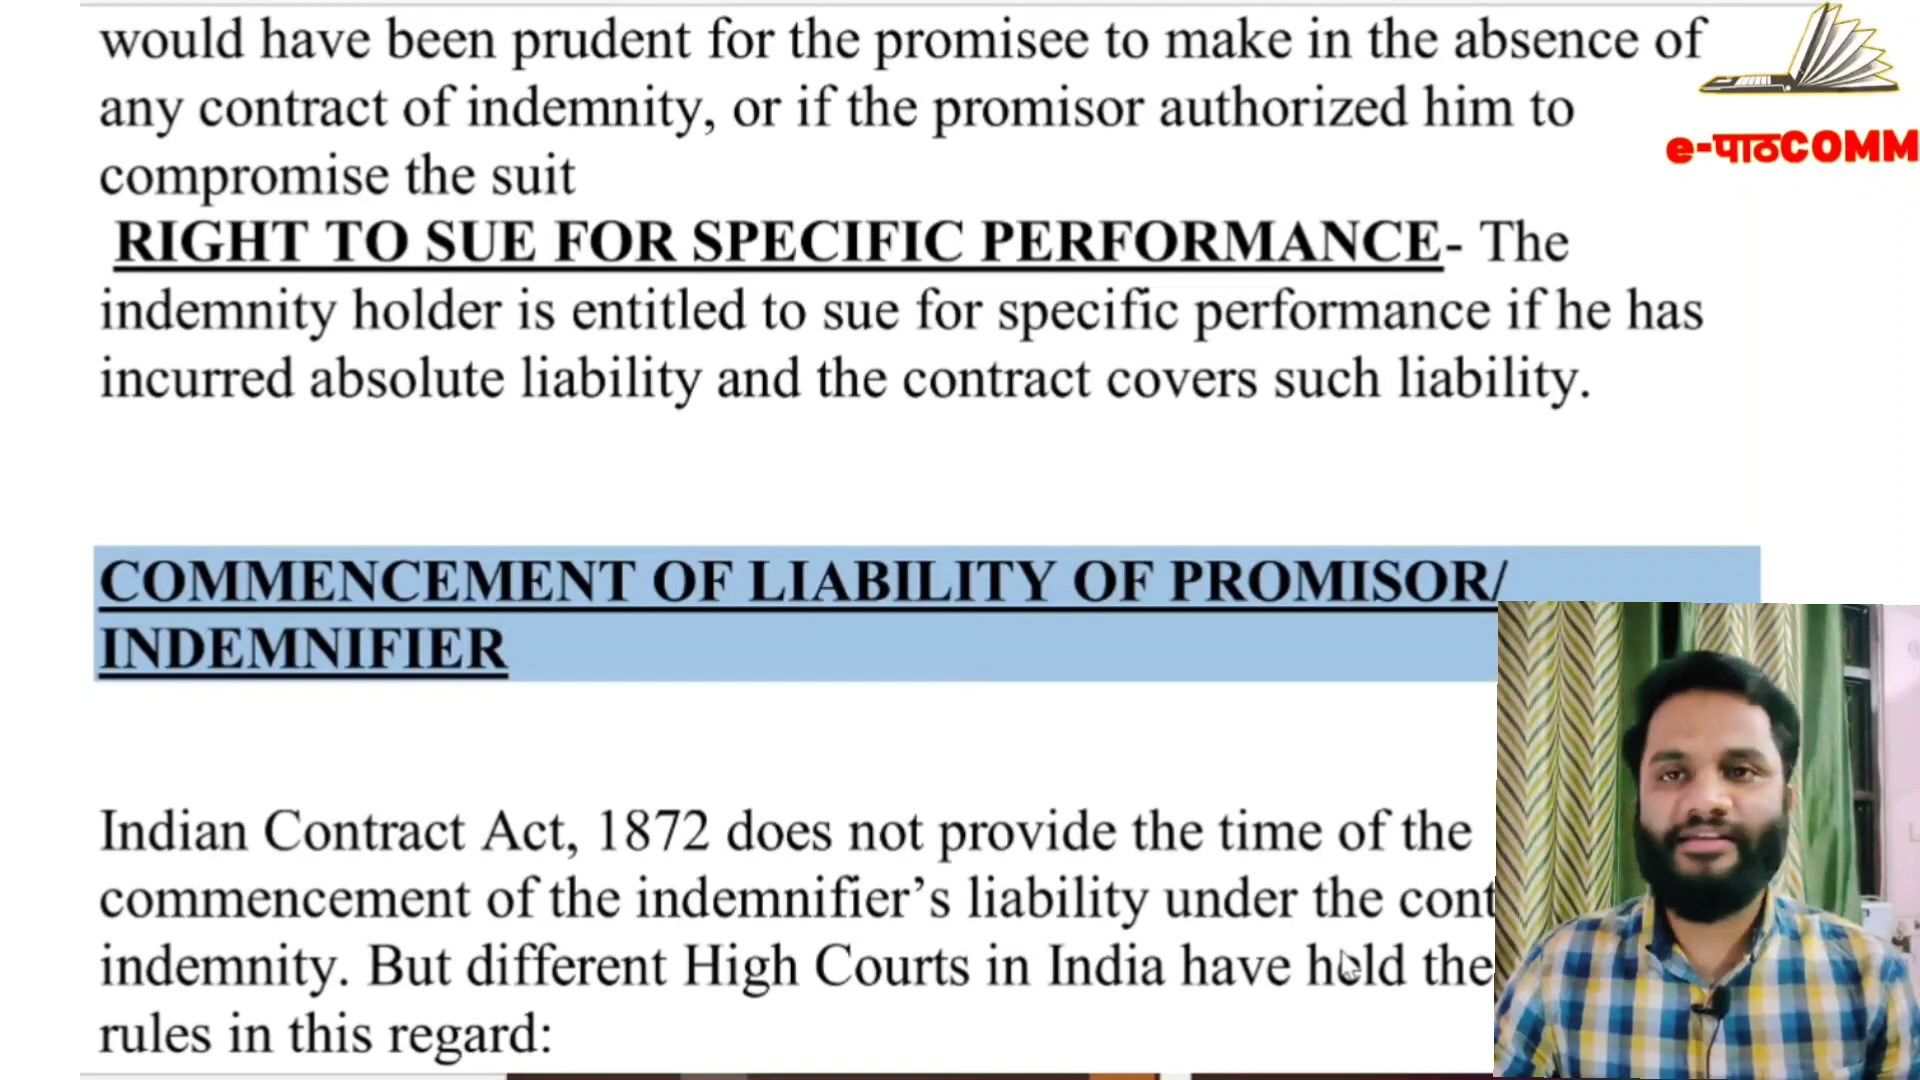 would have been prudent for the promisee to make in the absence of
any contract of indemnity, or if the promisor authorized him to
compromise the suit
e-पाठCOMM
RIGHT TO SUE FOR SPECIFIC PERFORMANCE- The
indemnity holder is entitled to sue for specific performance if he has
incurred absolute liability and the contract covers such liability.
COMMENCEMENT OF LIABILITY OF PROMISOR/
INDEMNIFIER
Indian Contract Act, 1872 does not provide the time of the
commencement of the indemnifier’s liability under the cont
indemnity. But different High Courts in India have held the
rules in this regard: